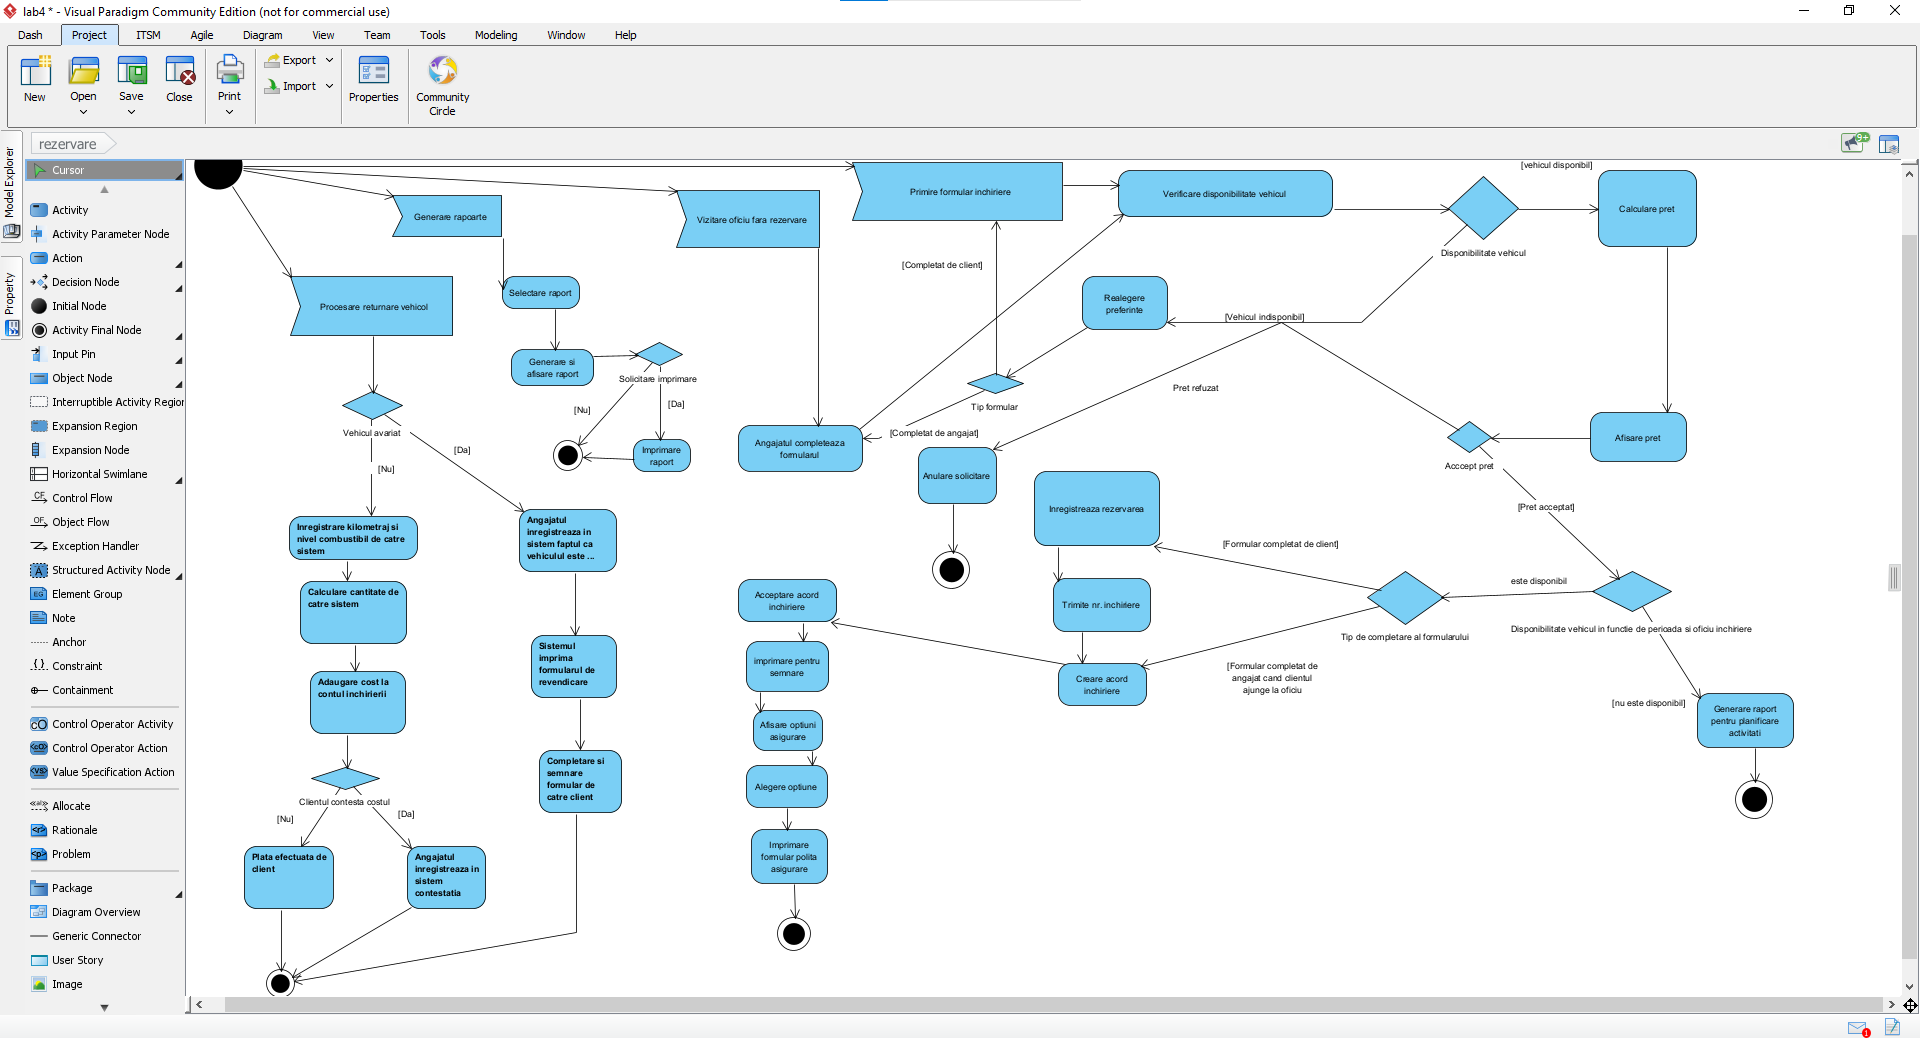 lab4 * - Visual Paradigm Community Edition (not for commercial use)
Dash
Project
ITSM
Agile
Diagram
View
Team
Tools
Modeling
Window
Help
New
Open
Save
Close
Print
Export
Import
Properties
Community
Circle
Model Explorer
Property
rezervare
9+
Cursor
Activity
Activity Parameter Node
Action
Decision Node
Initial Node
Activity Final Node
Input Pin
Object Node
Interruptible Activity Region
Expansion Region
Expansion Node
Horizontal Swimlane
Control Flow
Object Flow
Exception Handler
Structured Activity Node
Element Group
Note
Anchor
Constraint
Containment
Control Operator Activity
Control Operator Action
Value Specification Action
Allocate
Rationale
Problem
Package
Diagram Overview
Generic Connector
User Story
Image
Generare rapoarte
Vizitare oficiu fara rezervare
Primire formular inchiriere
Verificare disponibilitate vehicul
[vehicul disponibil]
Calculare pret
Disponibilitate vehicul
[Completat de client]
Procesare returnare vehicol
Selectare raport
Realegere
preferinte
[Vehicul indisponibil]
Generare si
afisare raport
Solicitare imprimare
[Nu]
[Da]
Imprimare
raport
Pret refuzat
Tip formular
[Completat de angajat]
Angajatul completeaza
formularul
Anulare solicitare
Afisare pret
Acccept pret
[Pret acceptat]
Vehicul avariat
[Nu]
[Da]
Inregistrare kilometraj si
nivel combustibil de catre
sistem
Angajatul
inregistreaza in
sistem faptul ca
vehiculul este ...
Calculare cantitate de
catre sistem
Sistemul
imprima
formularul de
revendicare
Adaugare cost la
contul inchirierii
Completare si
semnare
formular de
catre client
Clientul contesta costul
[Nu]
[Da]
Plata efectuata de
client
Angajatul
inregistreaza in
sistem
contestatia
Inregistreaza rezervarea
[Formular completat de client]
este disponibil
Trimite nr. inchiriere
Tip de completare al formularului
Disponibilitate vehicul in functie de perioada si oficiu inchiriere
Acceptare acord
inchiriere
imprimare pentru
semnare
Creare acord
inchiriere
[Formular completat de
angajat cand clientul
ajunge la oficiu
[nu este disponibil]
Generare raport
pentru planificare
activitati
Afisare optiuni
asigurare
Alegere optiune
Imprimare
formular polita
asigurare
1